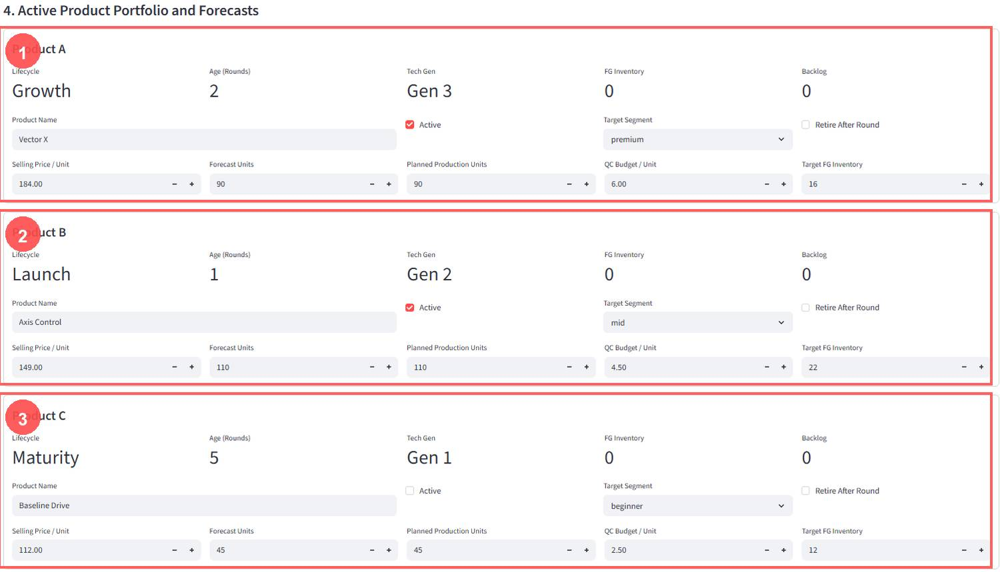 4. Active Product Portfolio and Forecasts
1
Product A
Lifecycle Age (Rounds) Tech Gen FG Inventory Backlog
Growth 2 Gen 3 0 0
Product Name Active Target Segment Retire After Round
Vector X premium
Selling Price / Unit Forecast Units Planned Production Units QC Budget / Unit Target FG Inventory
184.00 − + 90 − + 90 − + 6.00 − + 16 − +
2
Product B
Lifecycle Age (Rounds) Tech Gen FG Inventory Backlog
Launch 1 Gen 2 0 0
Product Name Active Target Segment Retire After Round
Axis Control mid
Selling Price / Unit Forecast Units Planned Production Units QC Budget / Unit Target FG Inventory
149.00 − + 110 − + 110 − + 4.50 − + 22 − +
3
Product C
Lifecycle Age (Rounds) Tech Gen FG Inventory Backlog
Maturity 5 Gen 1 0 0
Product Name Active Target Segment Retire After Round
Baseline Drive beginner
Selling Price / Unit Forecast Units Planned Production Units QC Budget / Unit Target FG Inventory
112.00 − + 45 − + 45 − + 2.50 − + 12 − +